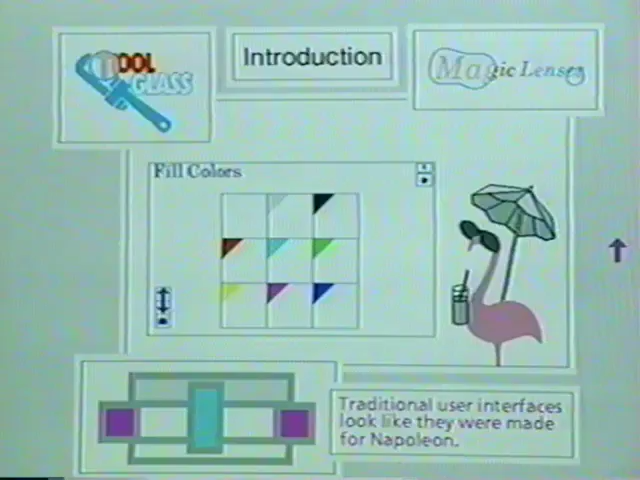 TOOL
GLASS
Introduction
Magic Lenses
Fill Colors
Traditional user interfaces
look like they were made
for Napoleon.